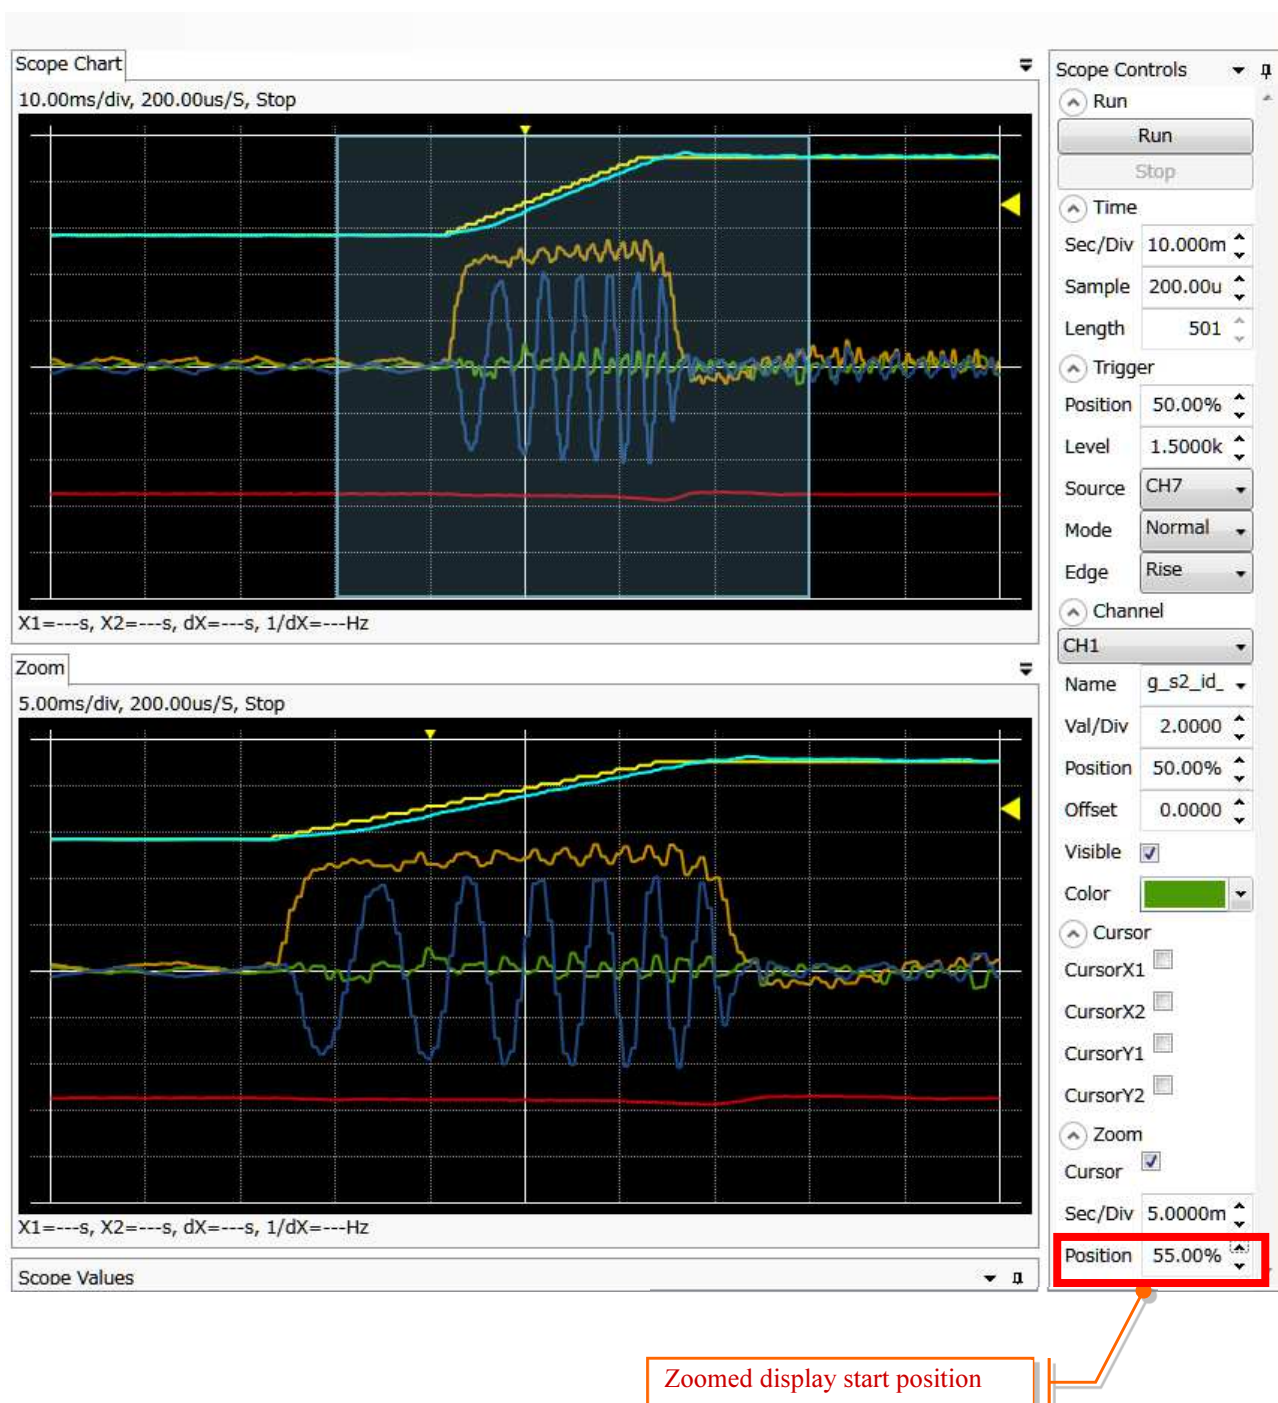 Scope Chart
10.00ms/div, 200.00us/S, Stop
X1=---s, X2=---s, dX=---s, 1/dX=---Hz
Zoom
5.00ms/div, 200.00us/S, Stop
X1=---s, X2=---s, dX=---s, 1/dX=---Hz
Scope Values
Scope Controls
Run
Run
Stop
Time
Sec/Div 10.000m
Sample 200.00u
Length 501
Trigger
Position 50.00%
Level 1.5000k
Source CH7
Mode Normal
Edge Rise
Channel
CH1
Name g_s2_id_
Val/Div 2.0000
Position 50.00%
Offset 0.0000
Visible
Color
Cursor
CursorX1
CursorX2
CursorY1
CursorY2
Zoom
Cursor
Sec/Div 5.0000m
Position 55.00%
Zoomed display start position